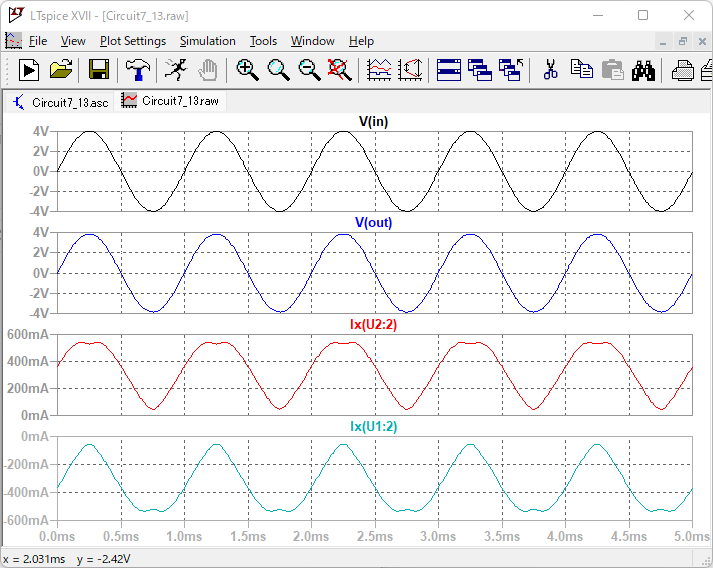 LTspice XVII - [Circuit7_13.raw]
File View Plot Settings Simulation Tools Window Help
Circuit7_13.asc Circuit7_13.raw
V(in)
4V
2V
0V
-2V
-4V
V(out)
4V
2V
0V
-2V
-4V
Ix(U2:2)
600mA
400mA
200mA
0mA
Ix(U1:2)
0mA
-200mA
-400mA
-600mA
0.0ms 0.5ms 1.0ms 1.5ms 2.0ms 2.5ms 3.0ms 3.5ms 4.0ms 4.5ms 5.0ms
x = 2.031ms y = -2.42V